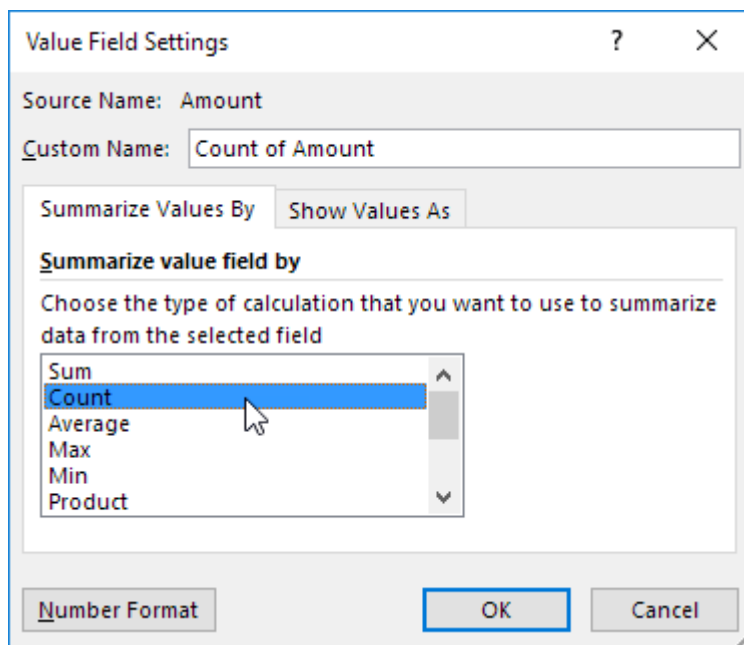 Value Field Settings ?
Source Name: Amount
Custom Name: Count of Amount
Summarize Values By Show Values As
Summarize value field by
Choose the type of calculation that you want to use to summarize
data from the selected field
Sum
Count
Average
Max
Min
Product
Number Format OK Cancel